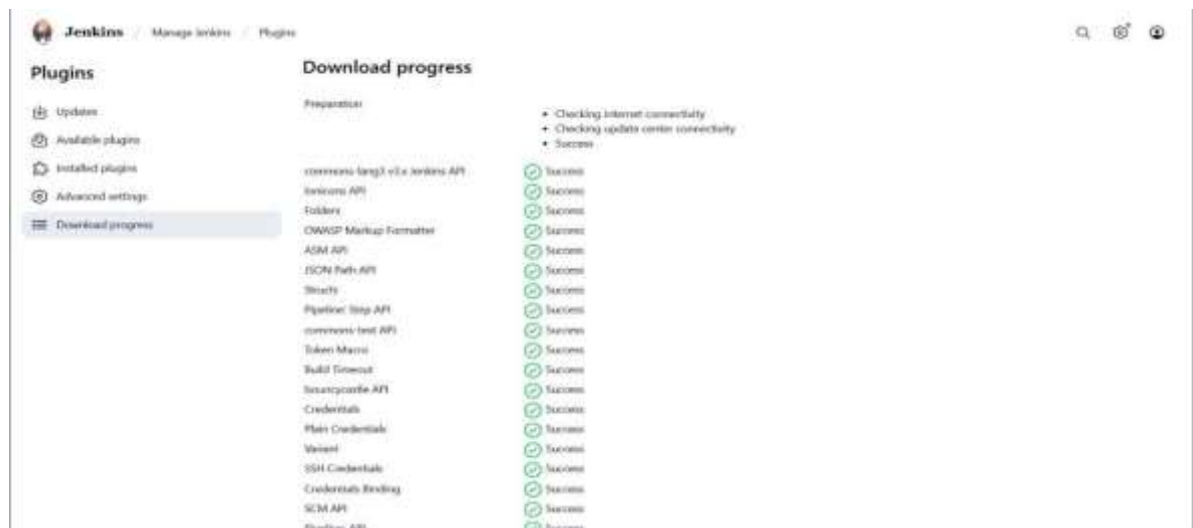 Jenkins / Manage Jenkins / Plugins
Plugins
Updates
Available plugins
Installed plugins
Advanced settings
Download progress
Download progress
Preparation
• Checking internet connectivity
• Checking update center connectivity
• Success
commons-lang3 v3.x Jenkins API Success
Ionicons API Success
Folders Success
OWASP Markup Formatter Success
ASM API Success
JSON Path API Success
Structs Success
Pipeline: Step API Success
commons-text API Success
Token Macro Success
Build Timeout Success
bouncycastle API Success
Credentials Success
Plain Credentials Success
Variant Success
SSH Credentials Success
Credentials Binding Success
SCM API Success
Pipeline: API Success